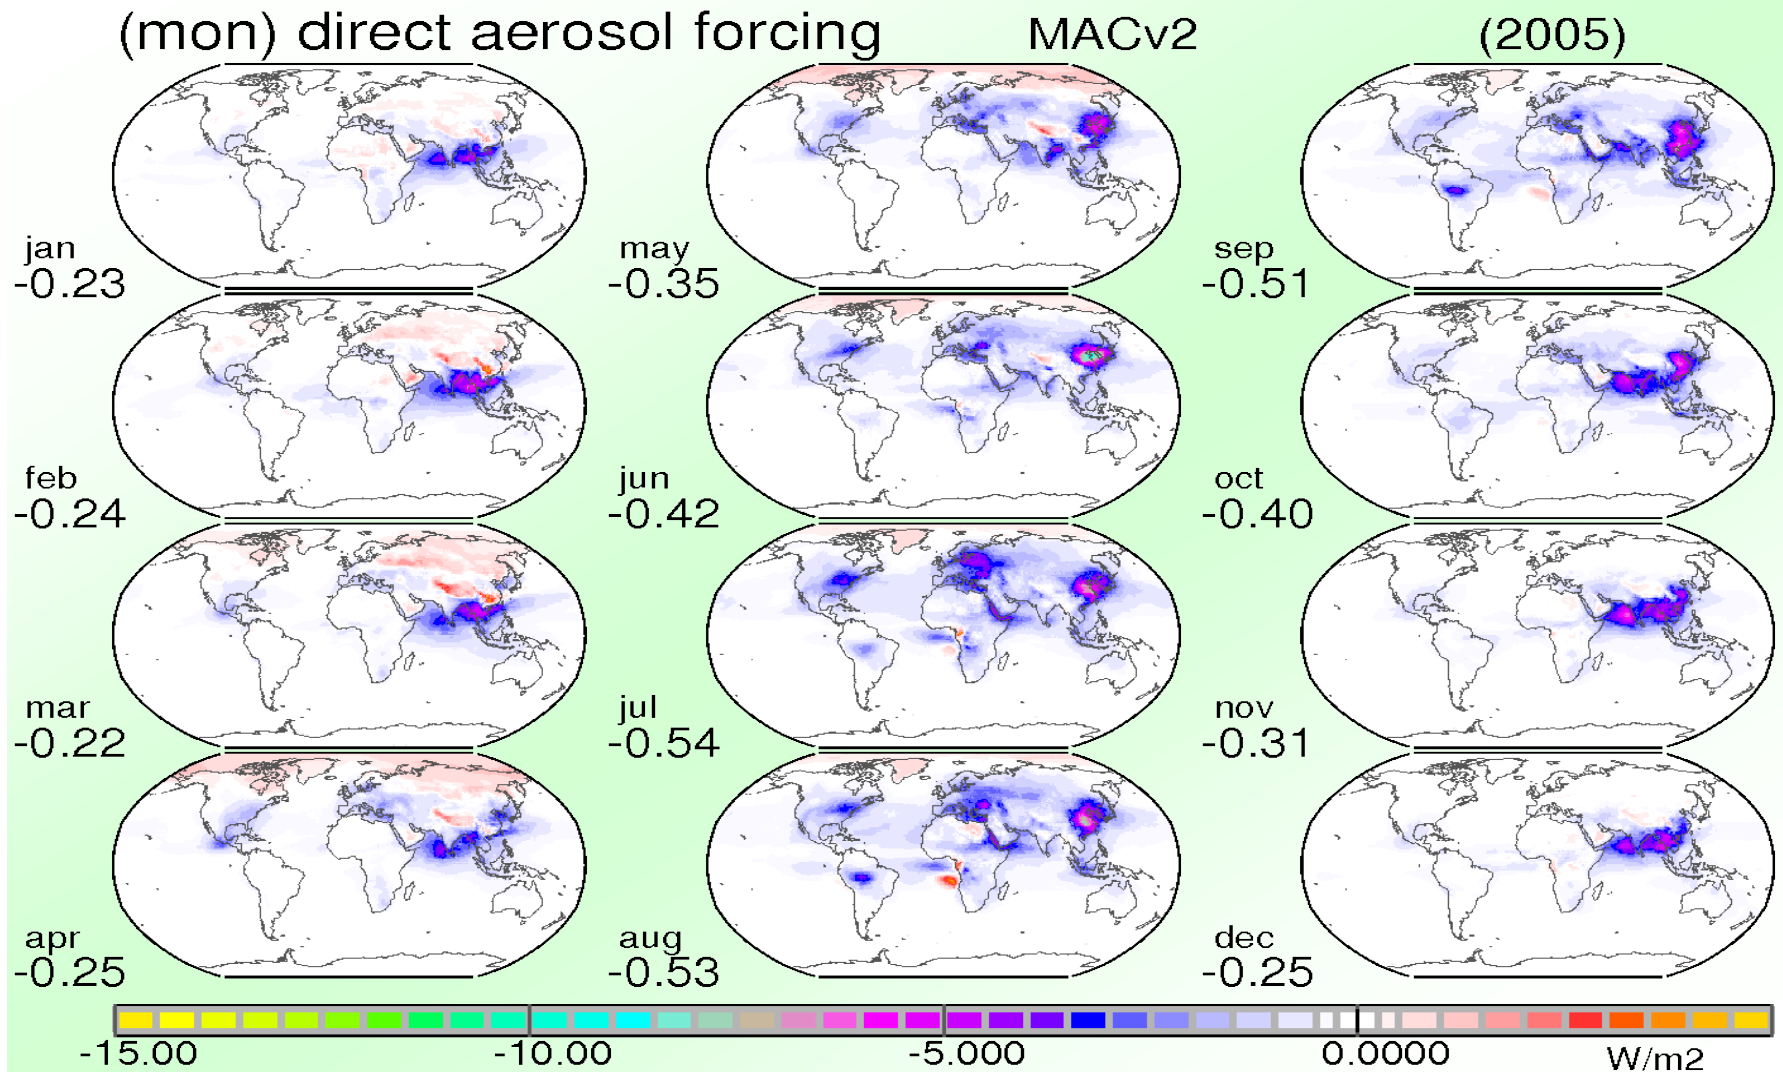 (mon) direct aerosol forcing MACv2 (2005)
jan
-0.23
may
-0.35
sep
-0.51
feb
-0.24
jun
-0.42
oct
-0.40
mar
-0.22
jul
-0.54
nov
-0.31
apr
-0.25
aug
-0.53
dec
-0.25
-15.00 -10.00 -5.000 0.0000 W/m2